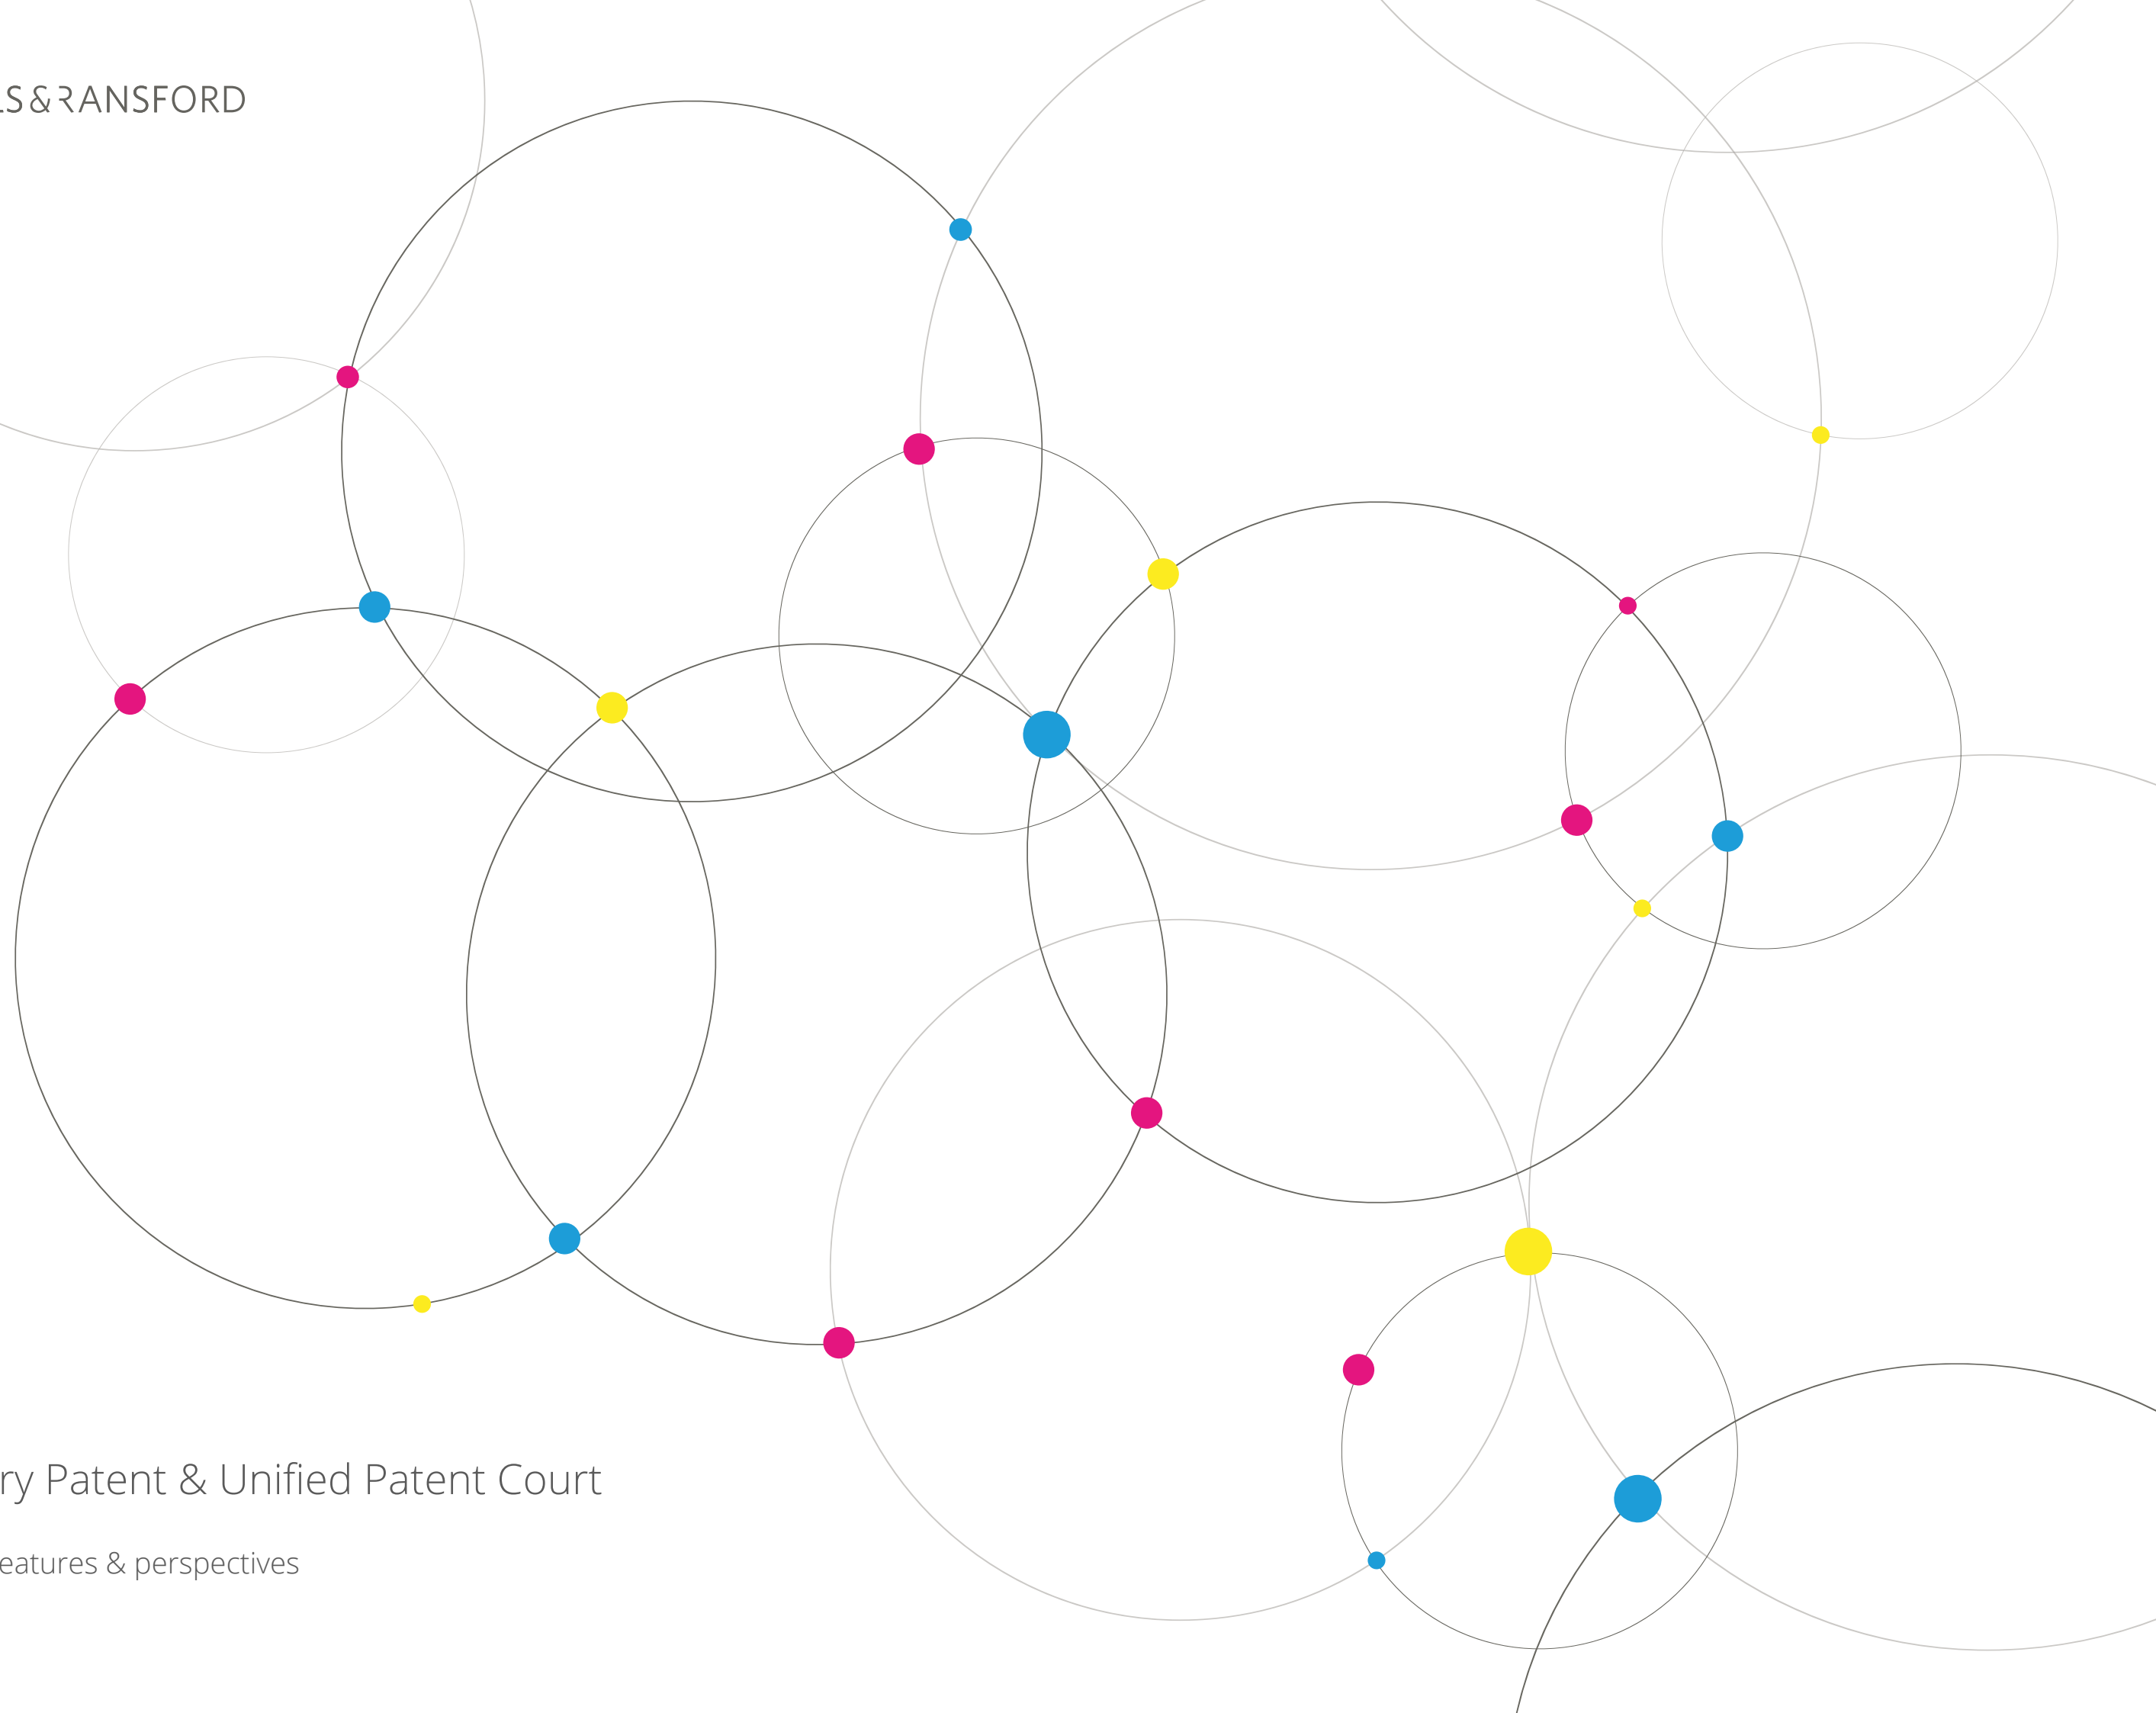 S & RANSFORD
ry Patent & Unified Patent Court
eatures & perspectives